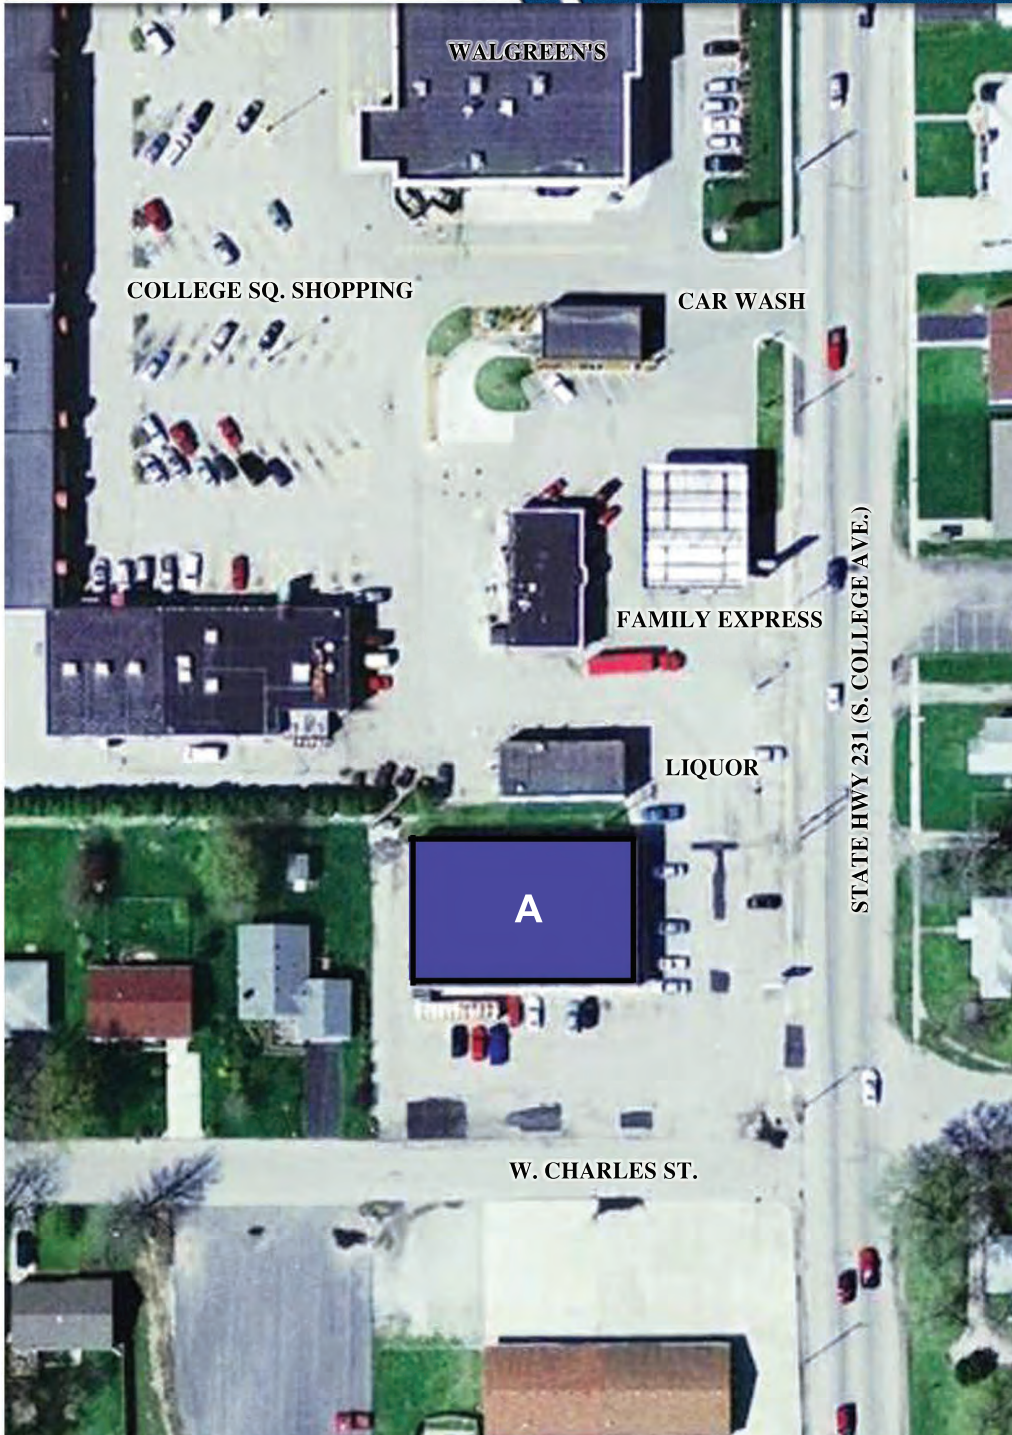 WALGREEN'S
COLLEGE SQ. SHOPPING
CAR WASH
FAMILY EXPRESS
STATE HWY 231 (S. COLLEGE AVE.)
LIQUOR
A
W. CHARLES ST.